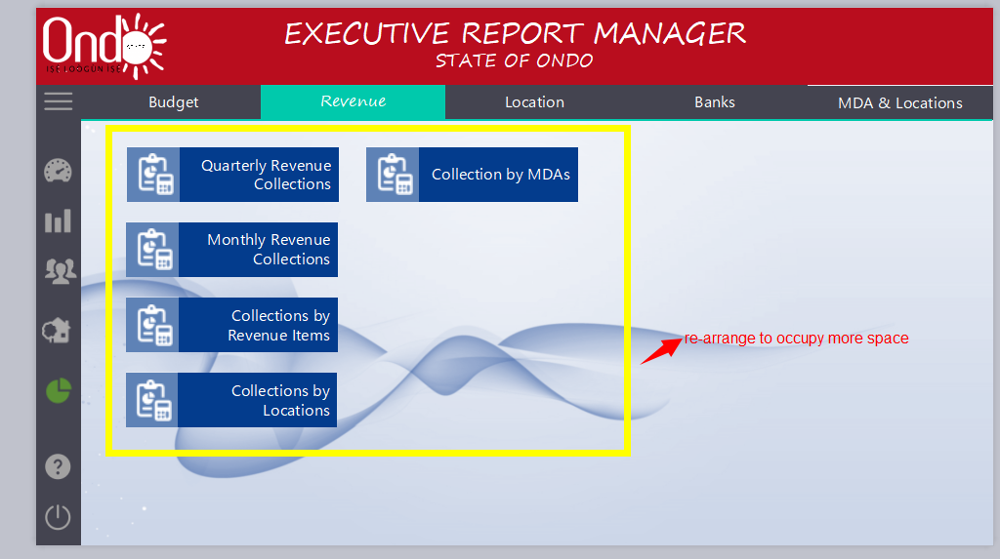 Ondo
ISE LOOGUN ISE
EXECUTIVE REPORT MANAGER
STATE OF ONDO
Budget
Revenue
Location
Banks
MDA & Locations
Quarterly Revenue
Collections
Collection by MDAs
Monthly Revenue
Collections
Collections by
Revenue Items
re-arrange to occupy more space
Collections by
Locations
?